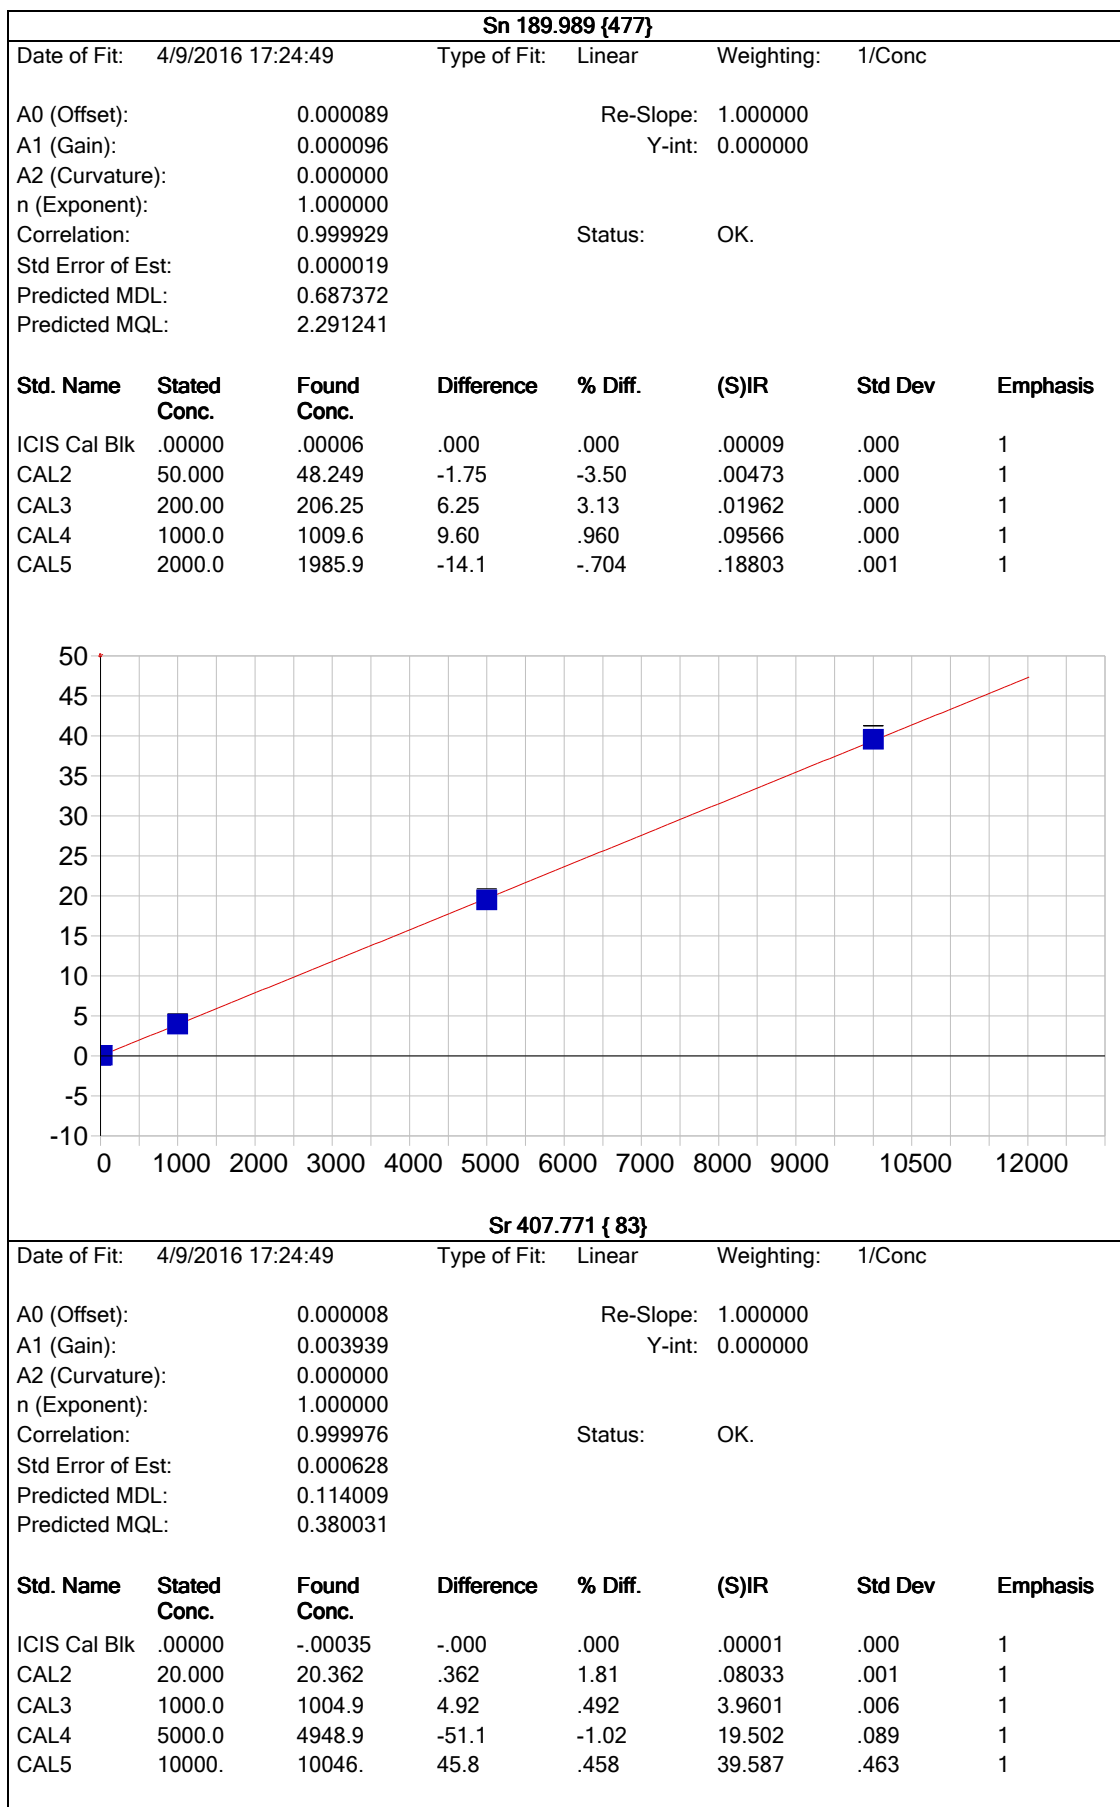 Sn 189.989 {477}
Date of Fit: 4/9/2016 17:24:49 Type of Fit: Linear Weighting: 1/Conc
A0 (Offset): 0.000089 Re-Slope: 1.000000
A1 (Gain): 0.000096 Y-int: 0.000000
A2 (Curvature): 0.000000
n (Exponent): 1.000000
Correlation: 0.999929 Status: OK.
Std Error of Est: 0.000019
Predicted MDL: 0.687372
Predicted MQL: 2.291241
Std. Name Stated Found Difference % Diff. (S)IR Std Dev Emphasis
Conc. Conc.
ICIS Cal Blk .00000 .00006 .000 .000 .00009 .000 1
CAL2 50.000 48.249 -1.75 -3.50 .00473 .000 1
CAL3 200.00 206.25 6.25 3.13 .01962 .000 1
CAL4 1000.0 1009.6 9.60 .960 .09566 .000 1
CAL5 2000.0 1985.9 -14.1 -.704 .18803 .001 1
50
45
40
35
30
25
20
15
10
5
0
-5
-10
0 1000 2000 3000 4000 5000 6000 7000 8000 9000 10500 12000
Sr 407.771 { 83}
Date of Fit: 4/9/2016 17:24:49 Type of Fit: Linear Weighting: 1/Conc
A0 (Offset): 0.000008 Re-Slope: 1.000000
A1 (Gain): 0.003939 Y-int: 0.000000
A2 (Curvature): 0.000000
n (Exponent): 1.000000
Correlation: 0.999976 Status: OK.
Std Error of Est: 0.000628
Predicted MDL: 0.114009
Predicted MQL: 0.380031
Std. Name Stated Found Difference % Diff. (S)IR Std Dev Emphasis
Conc. Conc.
ICIS Cal Blk .00000 -.00035 -.000 .000 .00001 .000 1
CAL2 20.000 20.362 .362 1.81 .08033 .001 1
CAL3 1000.0 1004.9 4.92 .492 3.9601 .006 1
CAL4 5000.0 4948.9 -51.1 -1.02 19.502 .089 1
CAL5 10000. 10046. 45.8 .458 39.587 .463 1